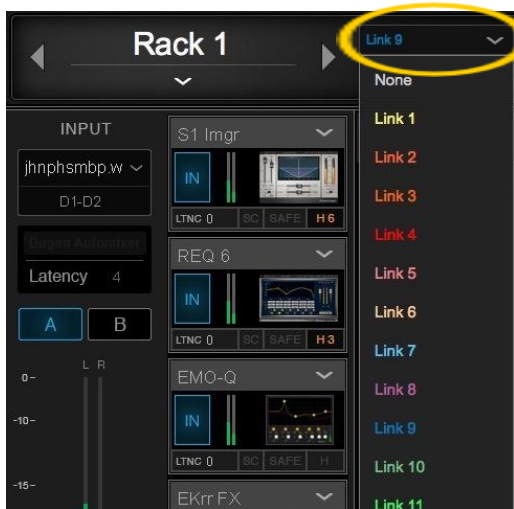 Rack 1
Link 9
None
Link 1
Link 2
Link 3
Link 4
Link 5
Link 6
Link 7
Link 8
Link 9
Link 10
Link 11
INPUT
jhnphsmbp.w
D1-D2
Dugan Automixer
Latency 4
A B
L R
0-
-10-
-15-
S1 Imgr
IN
LTNC 0 SC SAFE H 6
REQ 6
IN
LTNC 0 SC SAFE H 3
EMO-Q
IN
LTNC 0 SC SAFE H
EKrr FX